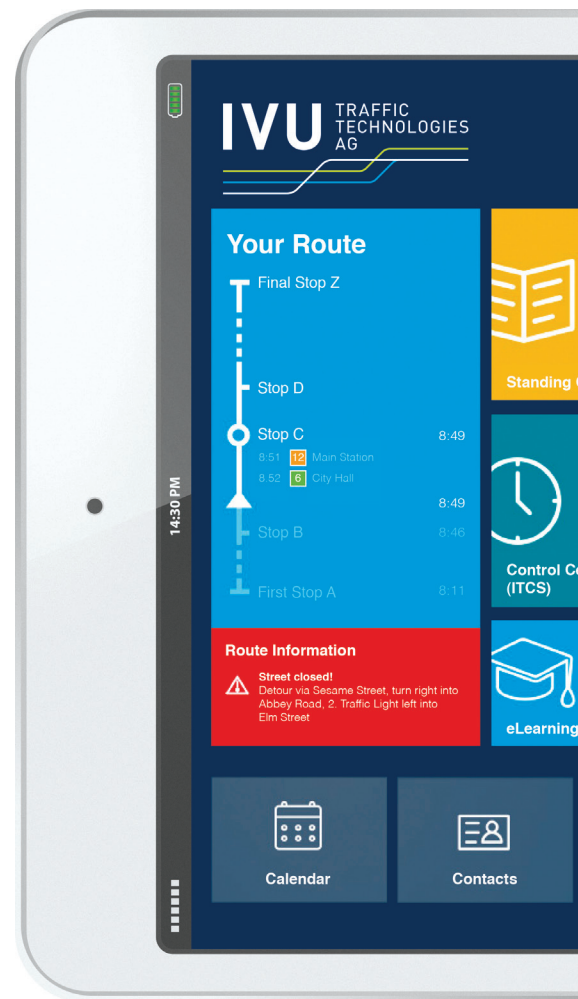 IVU TRAFFIC
TECHNOLOGIES
AG
Your Route
Final Stop Z
Stop D
Stop C 8:49
8:51 12 Main Station
8.52 6 City Hall
8:49
Stop B 8:46
First Stop A 8:11
Route Information
Street closed!
Detour via Sesame Street, turn right into
Abbey Road, 2. Traffic Light left into
Elm Street
Standing
Control
(ITCS)
eLearning
Calendar
Contacts
14:30 PM